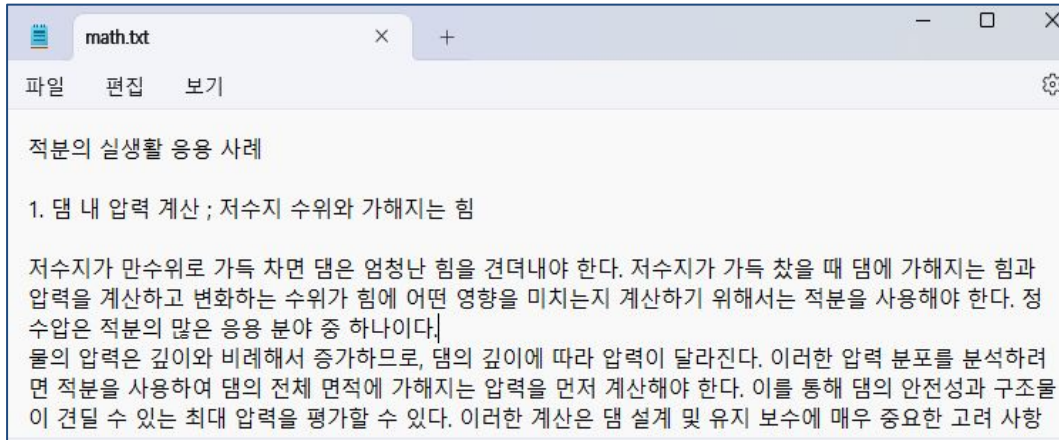 math.txt
파일 편집 보기
적분의 실생활 응용 사례
1. 댐 내 압력 계산 ; 저수지 수위와 가해지는 힘
저수지가 만수위로 가득 차면 댐은 엄청난 힘을 견뎌내야 한다. 저수지가 가득 찼을 때 댐에 가해지는 힘과
압력을 계산하고 변화하는 수위가 힘에 어떤 영향을 미치는지 계산하기 위해서는 적분을 사용해야 한다. 정
수압은 적분의 많은 응용 분야 중 하나이다.
물의 압력은 깊이와 비례해서 증가하므로, 댐의 깊이에 따라 압력이 달라진다. 이러한 압력 분포를 분석하려
면 적분을 사용하여 댐의 전체 면적에 가해지는 압력을 먼저 계산해야 한다. 이를 통해 댐의 안전성과 구조물
이 견딜 수 있는 최대 압력을 평가할 수 있다. 이러한 계산은 댐 설계 및 유지 보수에 매우 중요한 고려 사항